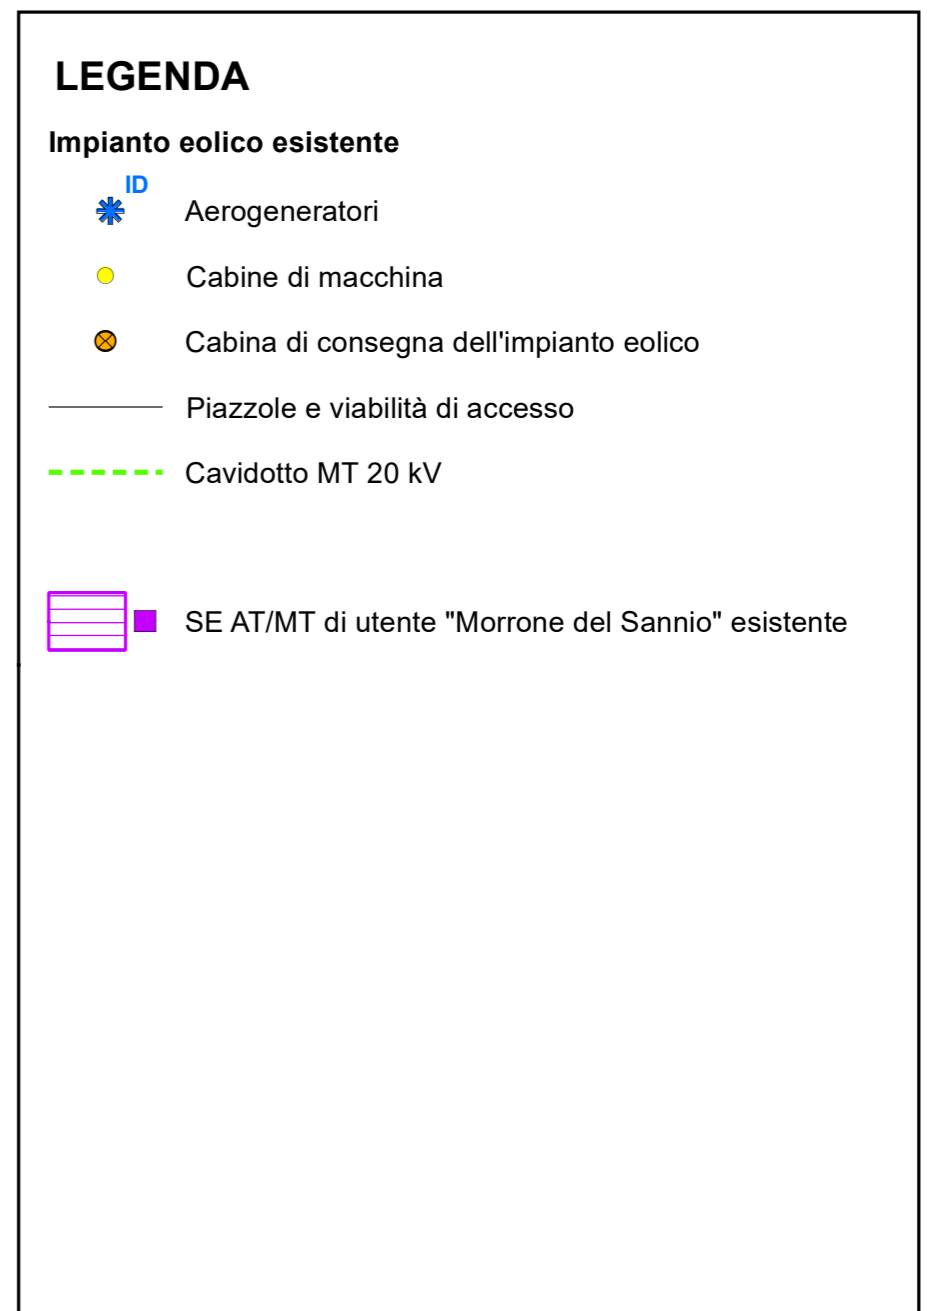 LEGENDA
Impianto eolico esistente
ID
Aerogeneratori
Cabine di macchina
Cabina di consegna dell'impianto eolico
Piazzole e viabilità di accesso
Cavidotto MT 20 kV
SE AT/MT di utente "Morrone del Sannio" esistente